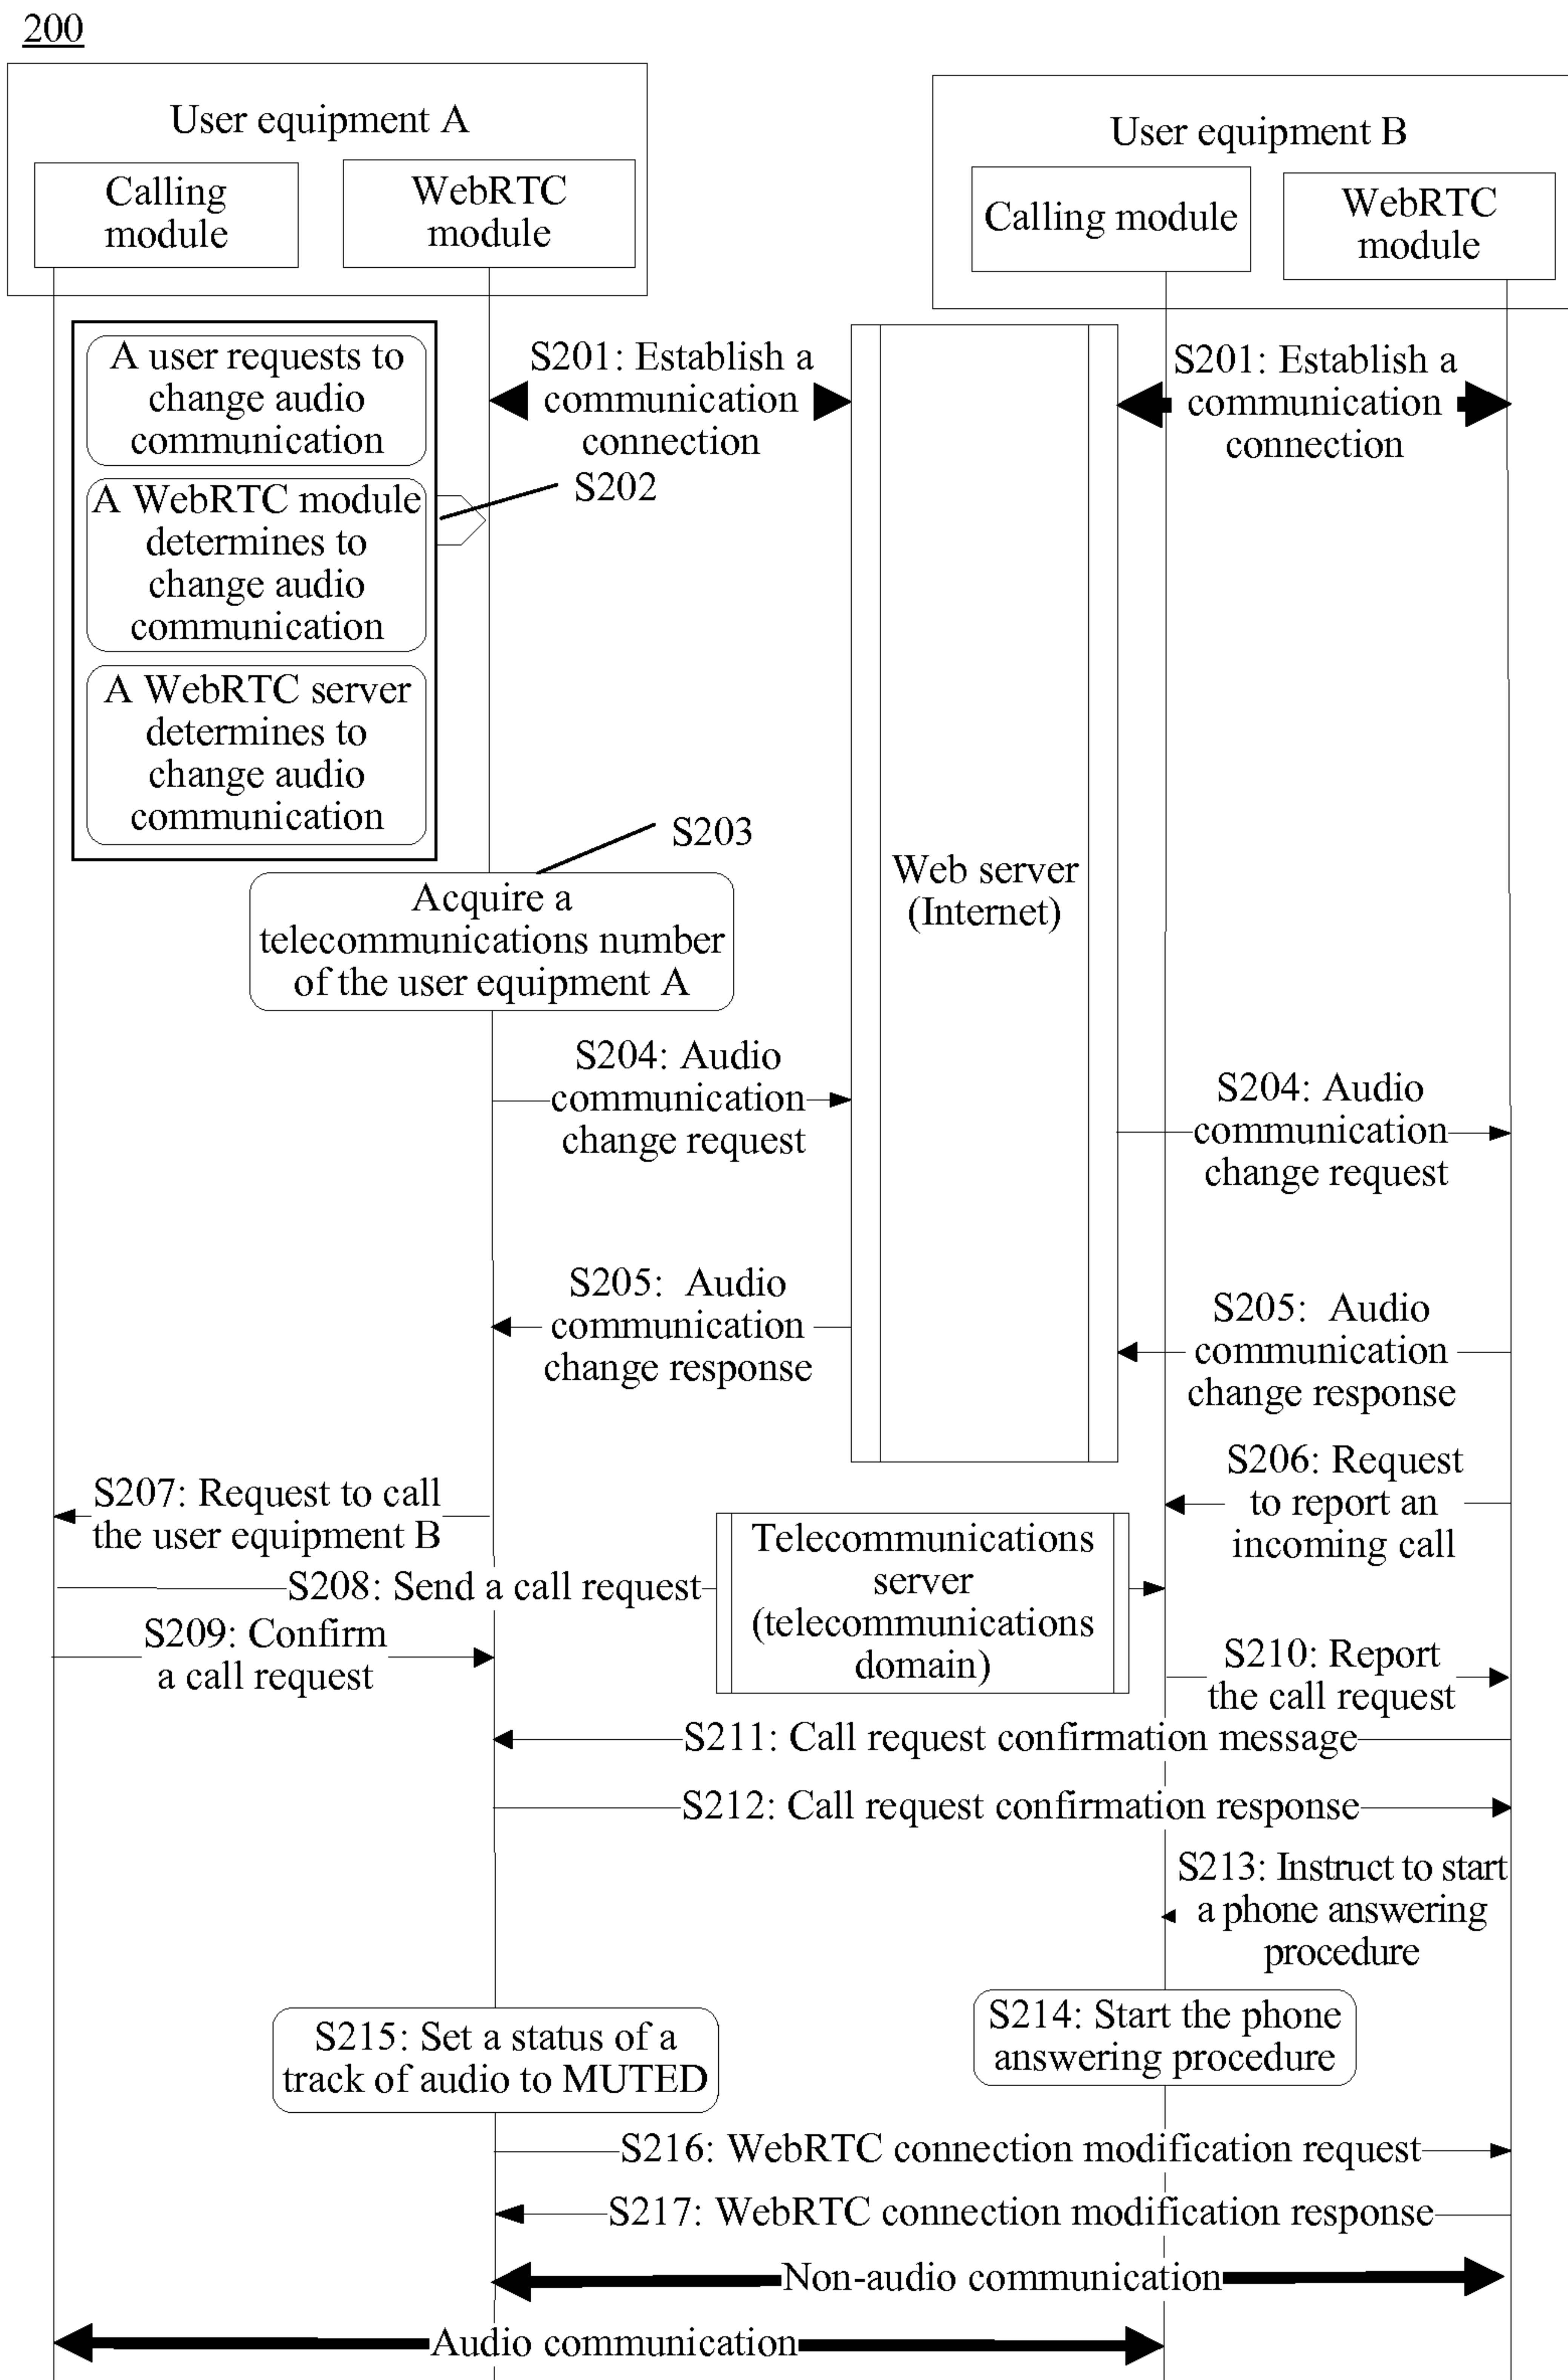 200
User equipment A
Calling
module
WebRTC
module
User equipment B
Calling module
WebRTC
module
A user requests to
change audio
communication
A WebRTC module
determines to
change audio
communication
A WebRTC server
determines to
change audio
communication
S201: Establish a
communication
connection
S201: Establish a
communication
connection
S202
S203
Acquire a
telecommunications number
of the user equipment A
Web server
(Internet)
S204: Audio
communication
change request
S204: Audio
communication
change request
S205: Audio
communication
change response
S205: Audio
communication
change response
S206: Request
to report an
incoming call
S207: Request to call
the user equipment B
Telecommunications
server
(telecommunications
domain)
S208: Send a call request
S209: Confirm
a call request
S210: Report
the call request
S211: Call request confirmation message
S212: Call request confirmation response
S213: Instruct to start
a phone answering
procedure
S214: Start the phone
answering procedure
S215: Set a status of a
track of audio to MUTED
S216: WebRTC connection modification request
S217: WebRTC connection modification response
Non-audio communication
Audio communication